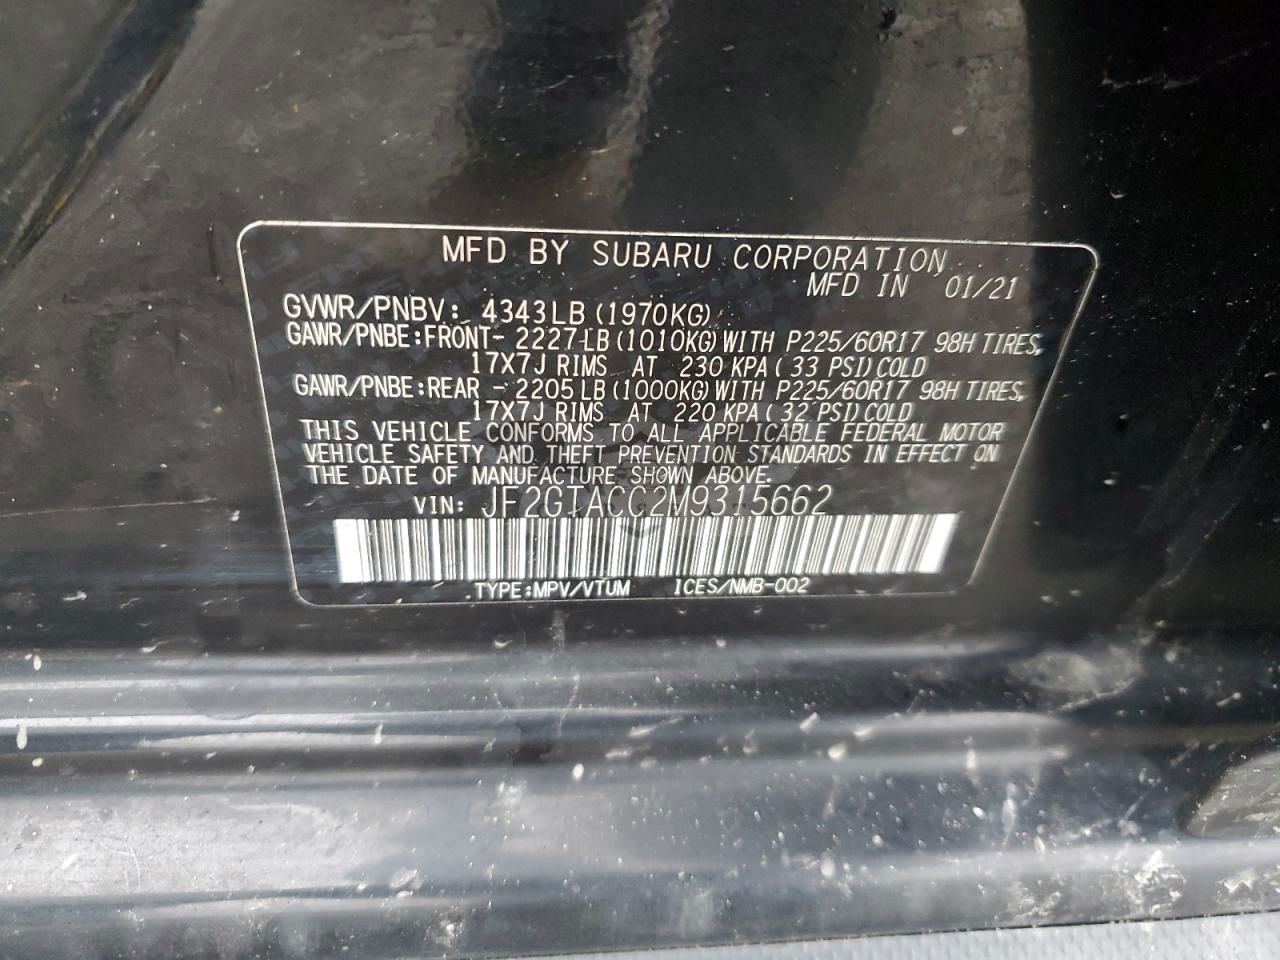 MFD BY SUBARU CORPORATION
MFD IN 01/21
GVWR/PNBV: 4343LB (1970KG)
GAWR/PNBE:FRONT- 2227LB (1010KG) WITH P225/60R17 98H TIRES,
17X7J RIMS AT 230 KPA ( 33 PSI) COLD
GAWR/PNBE:REAR - 2205LB (1000KG) WITH P225/60R17 98H TIRES,
17X7J RIMS AT 220 KPA ( 32 PSI) COLD
THIS VEHICLE CONFORMS TO ALL APPLICABLE FEDERAL MOTOR
VEHICLE SAFETY AND THEFT PREVENTION STANDARDS IN EFFECT ON
THE DATE OF MANUFACTURE SHOWN ABOVE.
VIN: JF2GTACC2M9315662
TYPE:MPV/VTUM ICES/NMB-002